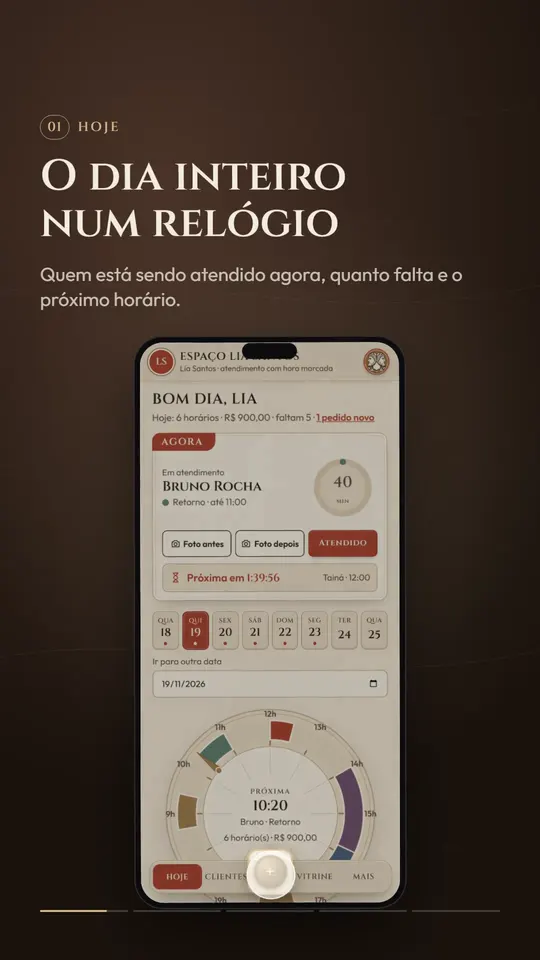 01 HOJE
O DIA INTEIRO
NUM RELÓGIO
Quem está sendo atendido agora, quanto falta e o
próximo horário.
LS
ESPAÇO
Lia Santos · atendimento com hora marcada
BOM DIA, LIA
Hoje: 6 horários · R$ 900,00 · faltam 5 · 1 pedido novo
AGORA
Em atendimento
BRUNO ROCHA
Retorno · até 11:00
40
MIN
Foto antes
Foto depois
ATENDIDO
Próxima em 1:39:56
Tainá · 12:00
QUA QUI SEX SÁB DOM SEG TER QUA
18 19 20 21 22 23 24 25
Ir para outra data
19/11/2026
12h
11h
10h
14h
9h
15h
PRÓXIMA
10:20
Bruno · Retorno
6 horário(s) · R$ 900,00
HOJE CLIENTES + VITRINE MAIS
19h
17h